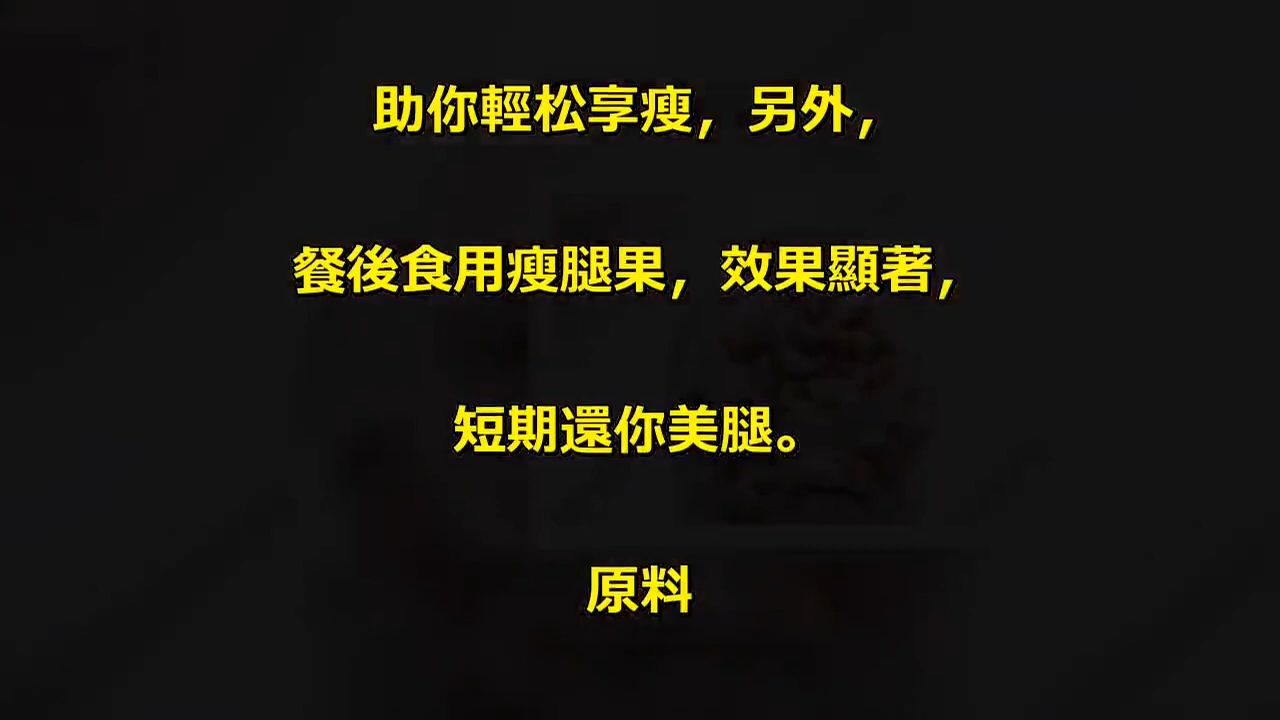 助你輕松享瘦，另外，
餐後食用瘦腿果，效果顯著，
短期還你美腿。
原料